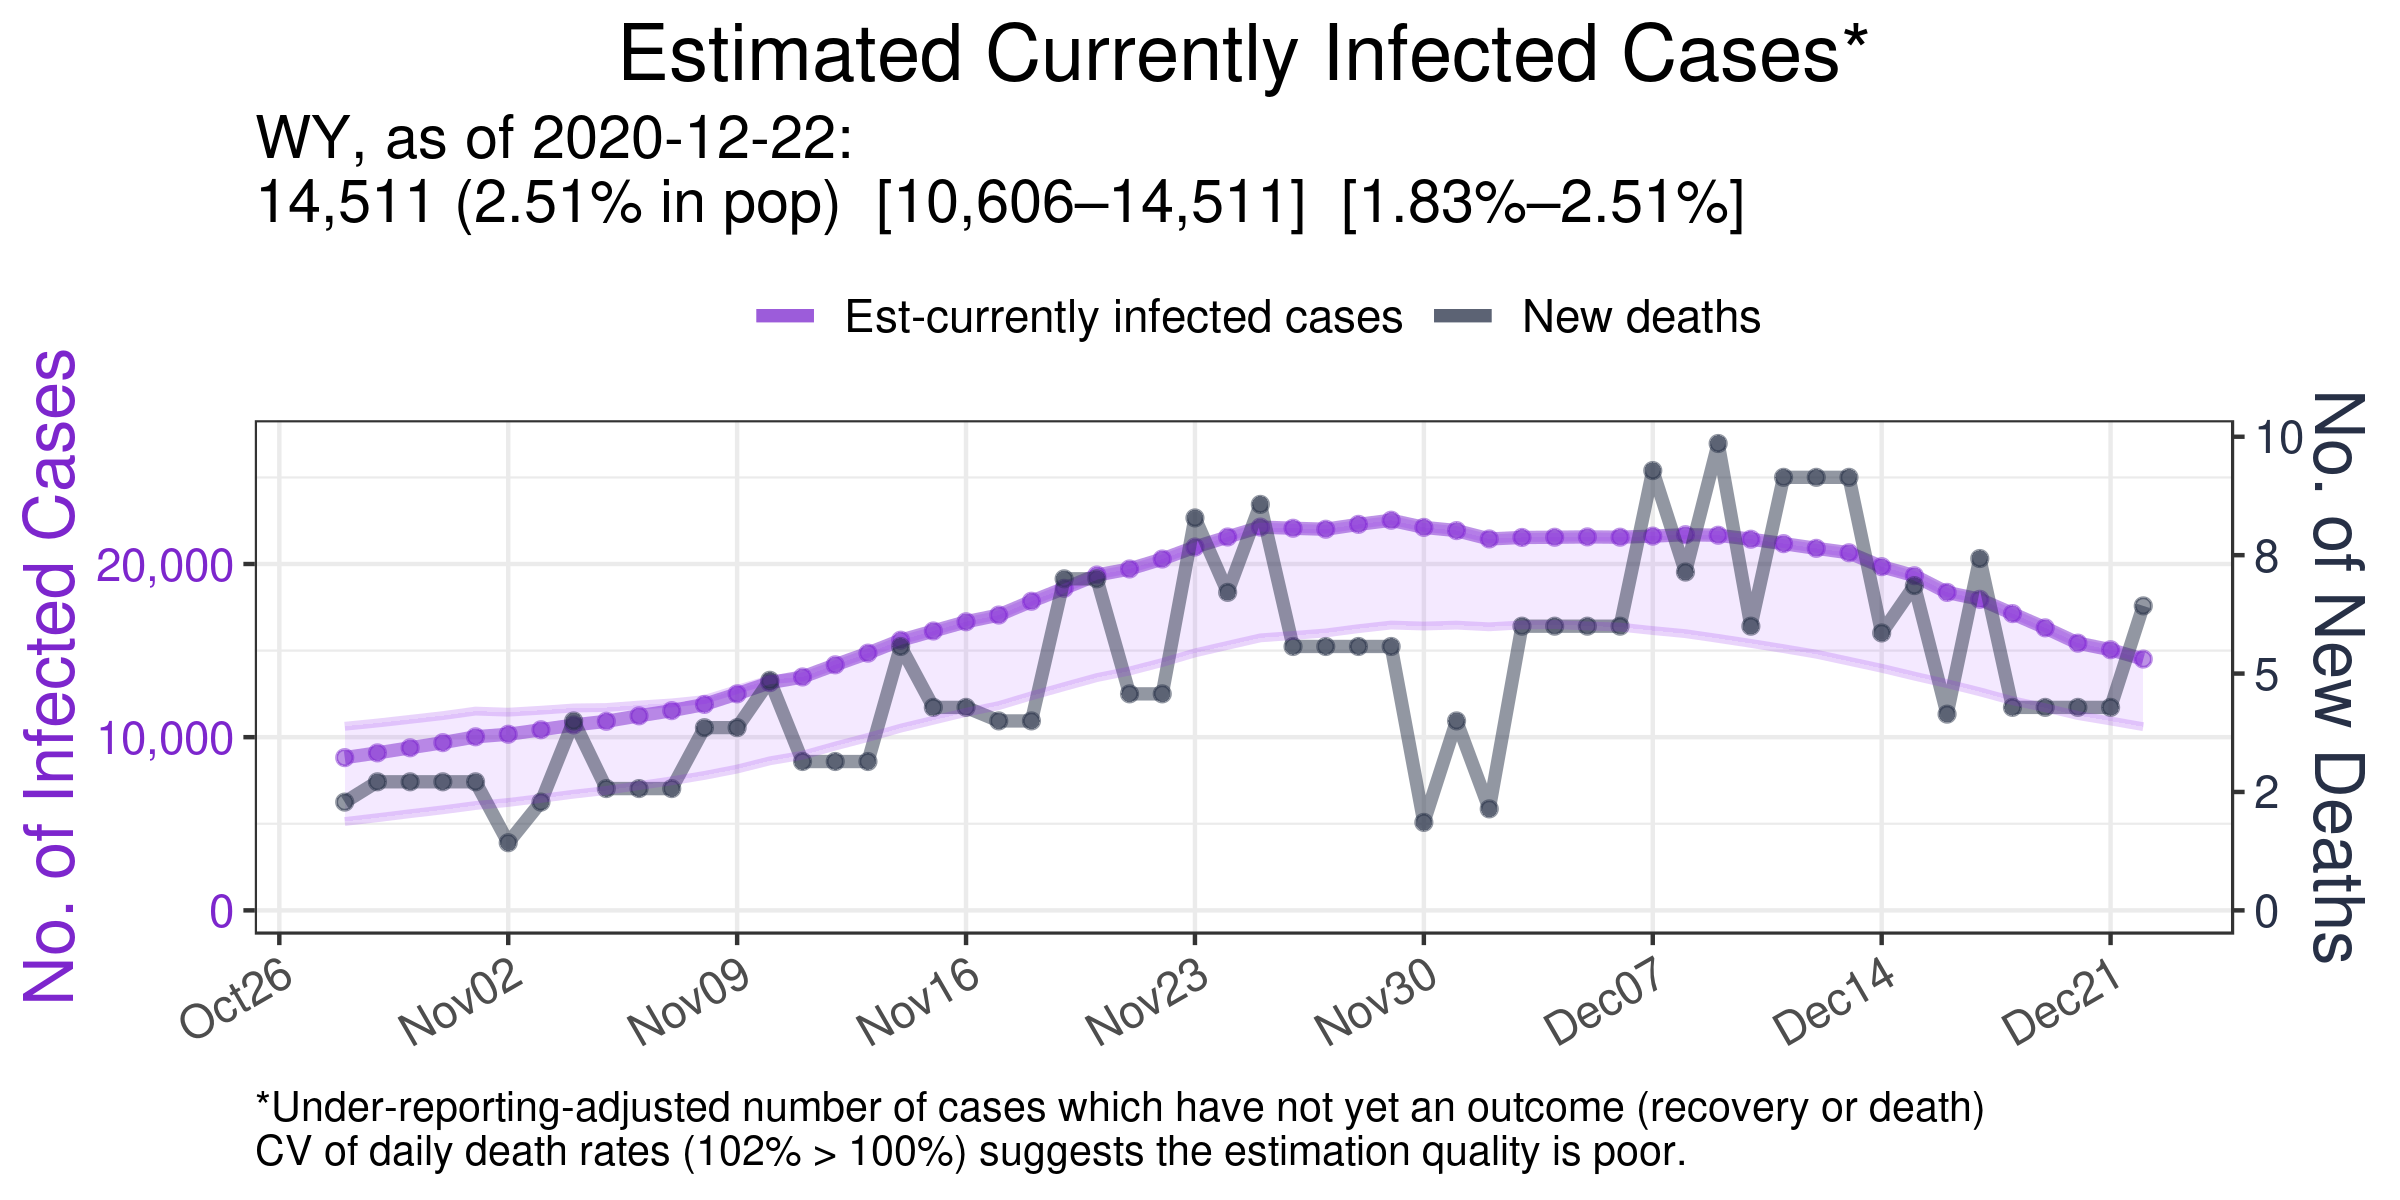 Estimated Currently Infected Cases*
WY, as of 2020-12-22:
14,511 (2.51% in pop)  [10,606–14,511]  [1.83%–2.51%]
Est-currently infected cases
New deaths
No. of Infected Cases
20,000
10,000
0
10
8
5
2
0
No. of New Deaths
Oct26
Nov02
Nov09
Nov16
Nov23
Nov30
Dec07
Dec14
Dec21
*Under-reporting-adjusted number of cases which have not yet an outcome (recovery or death)
CV of daily death rates (102% > 100%) suggests the estimation quality is poor.